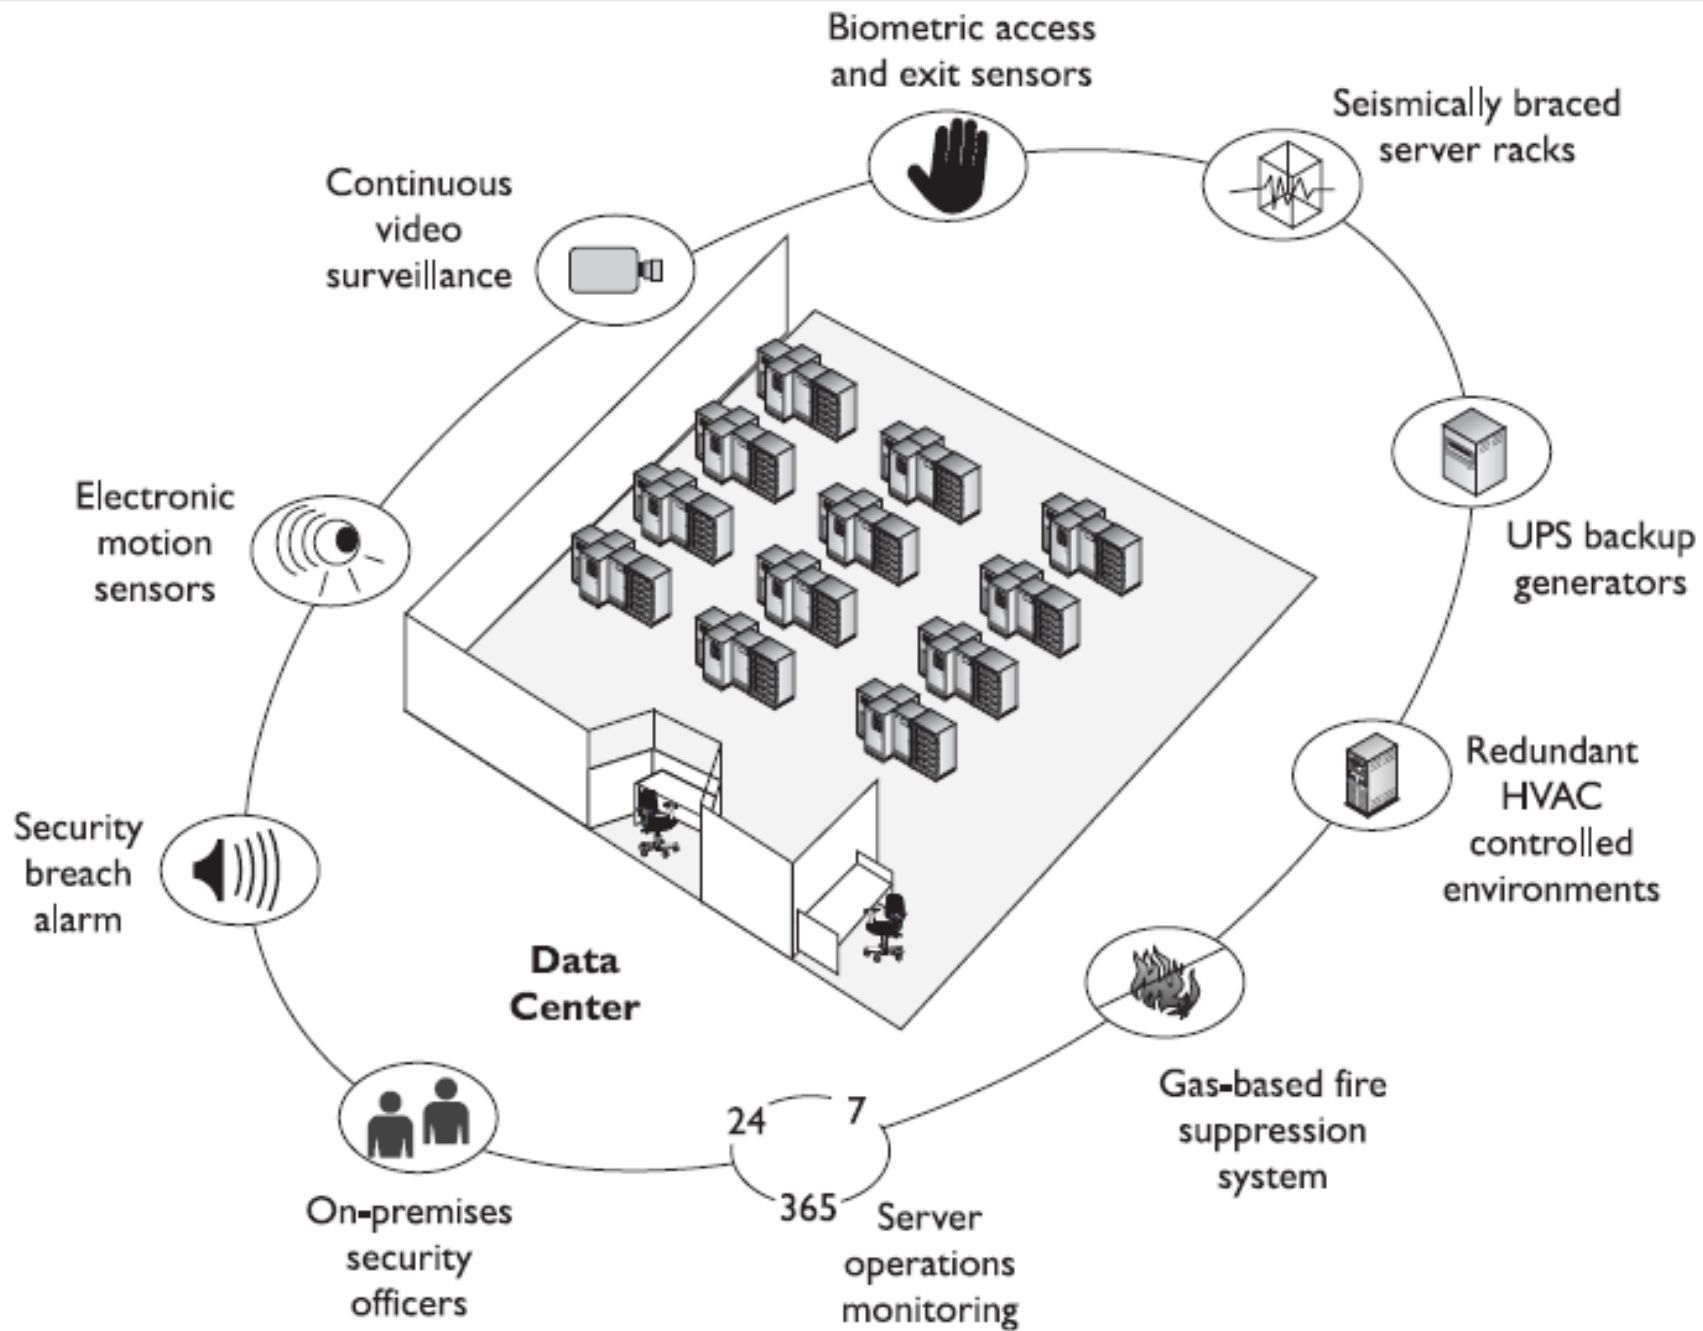 Biometric access
and exit sensors
Seismically braced
server racks
Continuous
video
surveillance
Electronic
motion
sensors
UPS backup
generators
Redundant
HVAC
controlled
environments
Security
breach
alarm
Data
Center
Gas-based fire
suppression
system
24
7
365
Server
operations
monitoring
On-premises
security
officers